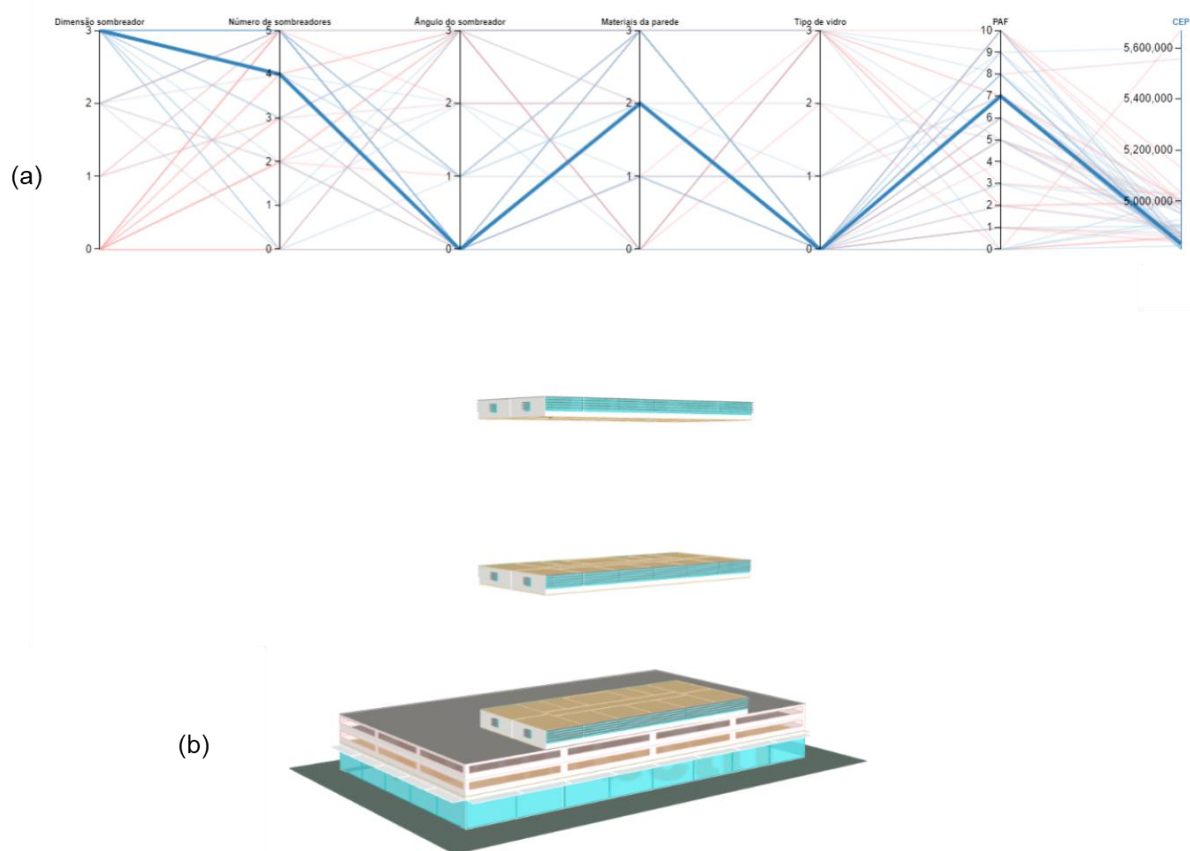 Dimensão sombreador Número de sombreadores Ângulo do sombreador Materiais da parede Tipo de vidro PAF CEP
3 5 3 3 3 10 5,600,000
9
4 8 5,400,000
2 2 2 2 7
3 6
(a) 5 5,200,000
2 4
1 1 1 1 3
1 2 5,000,000
1
0 0 0 0 0 0
(b)